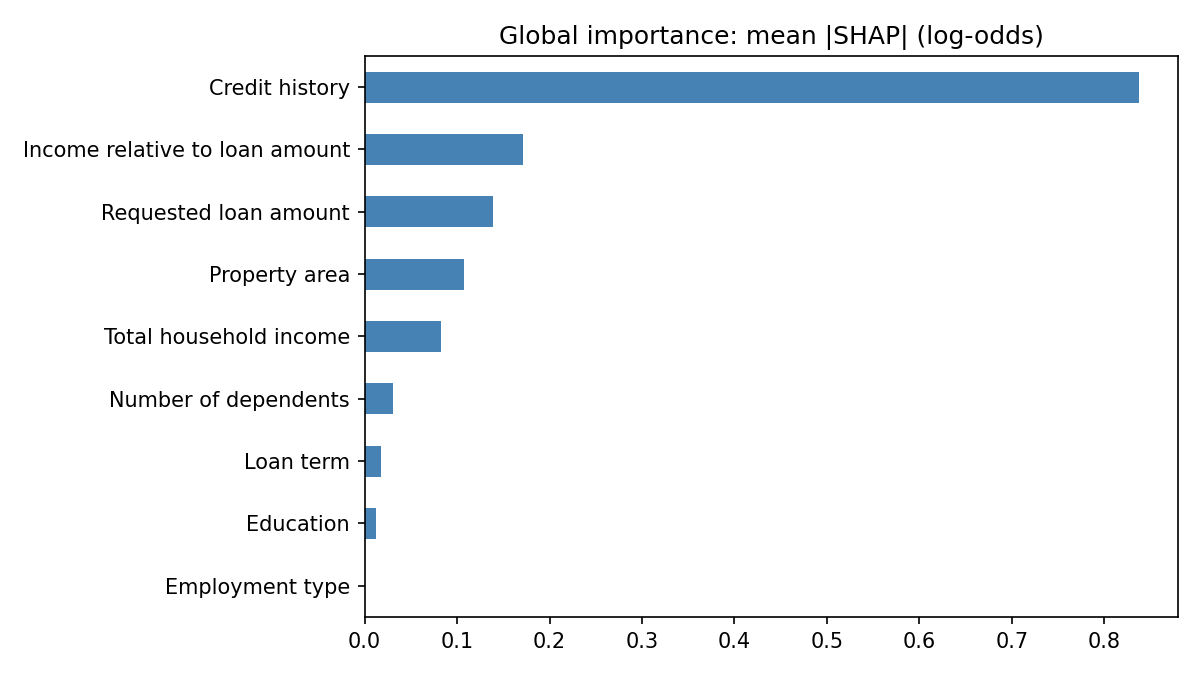 Global importance: mean |SHAP| (log-odds)
Credit history
Income relative to loan amount
Requested loan amount
Property area
Total household income
Number of dependents
Loan term
Education
Employment type
0.0 0.1 0.2 0.3 0.4 0.5 0.6 0.7 0.8